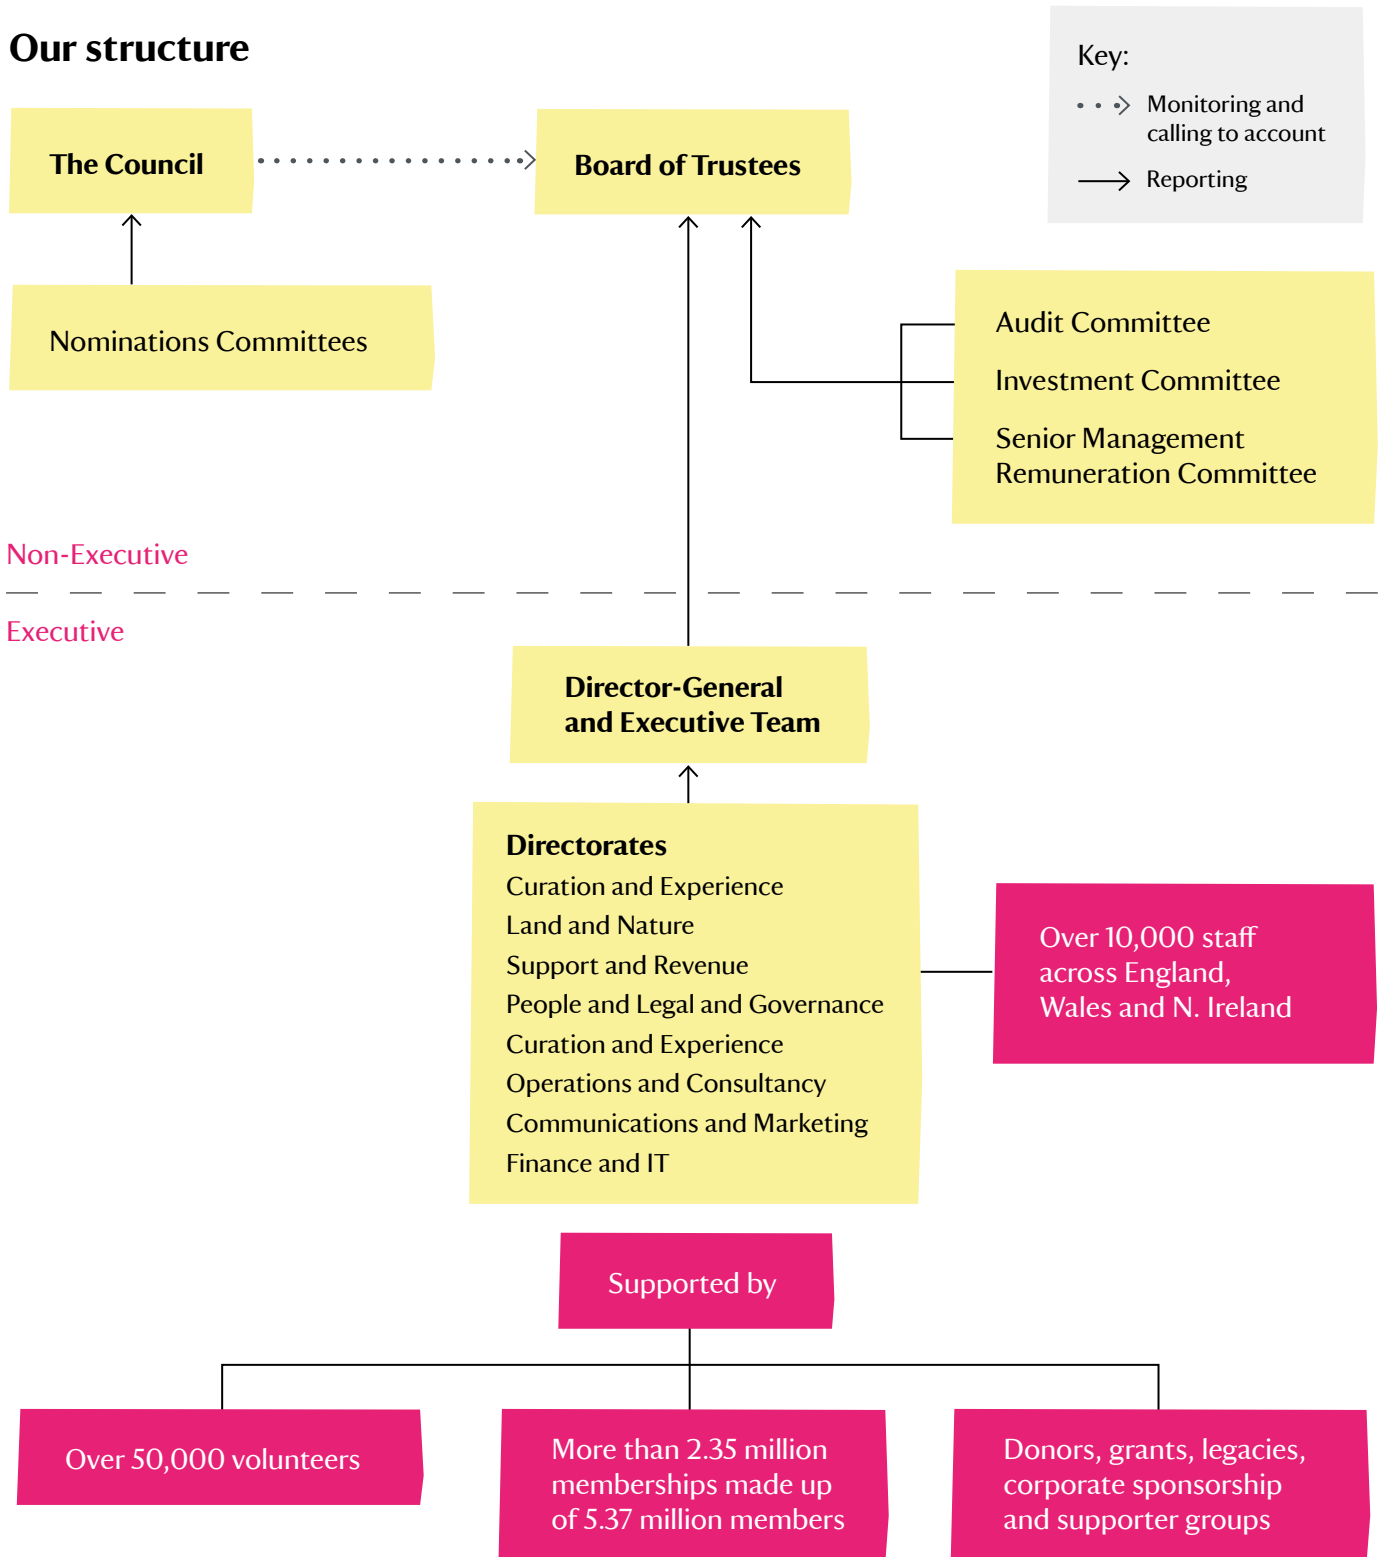 Our structure
Key:
Monitoring and
calling to account
Reporting
The Council
Board of Trustees
Nominations Committees
Audit Committee
Investment Committee
Senior Management
Remuneration Committee
Non-Executive
Executive
Director-General
and Executive Team
Directorates
Curation and Experience
Land and Nature
Support and Revenue
People and Legal and Governance
Curation and Experience
Operations and Consultancy
Communications and Marketing
Finance and IT
Over 10,000 staff
across England,
Wales and N. Ireland
Supported by
Over 50,000 volunteers
More than 2.35 million
memberships made up
of 5.37 million members
Donors, grants, legacies,
corporate sponsorship
and supporter groups